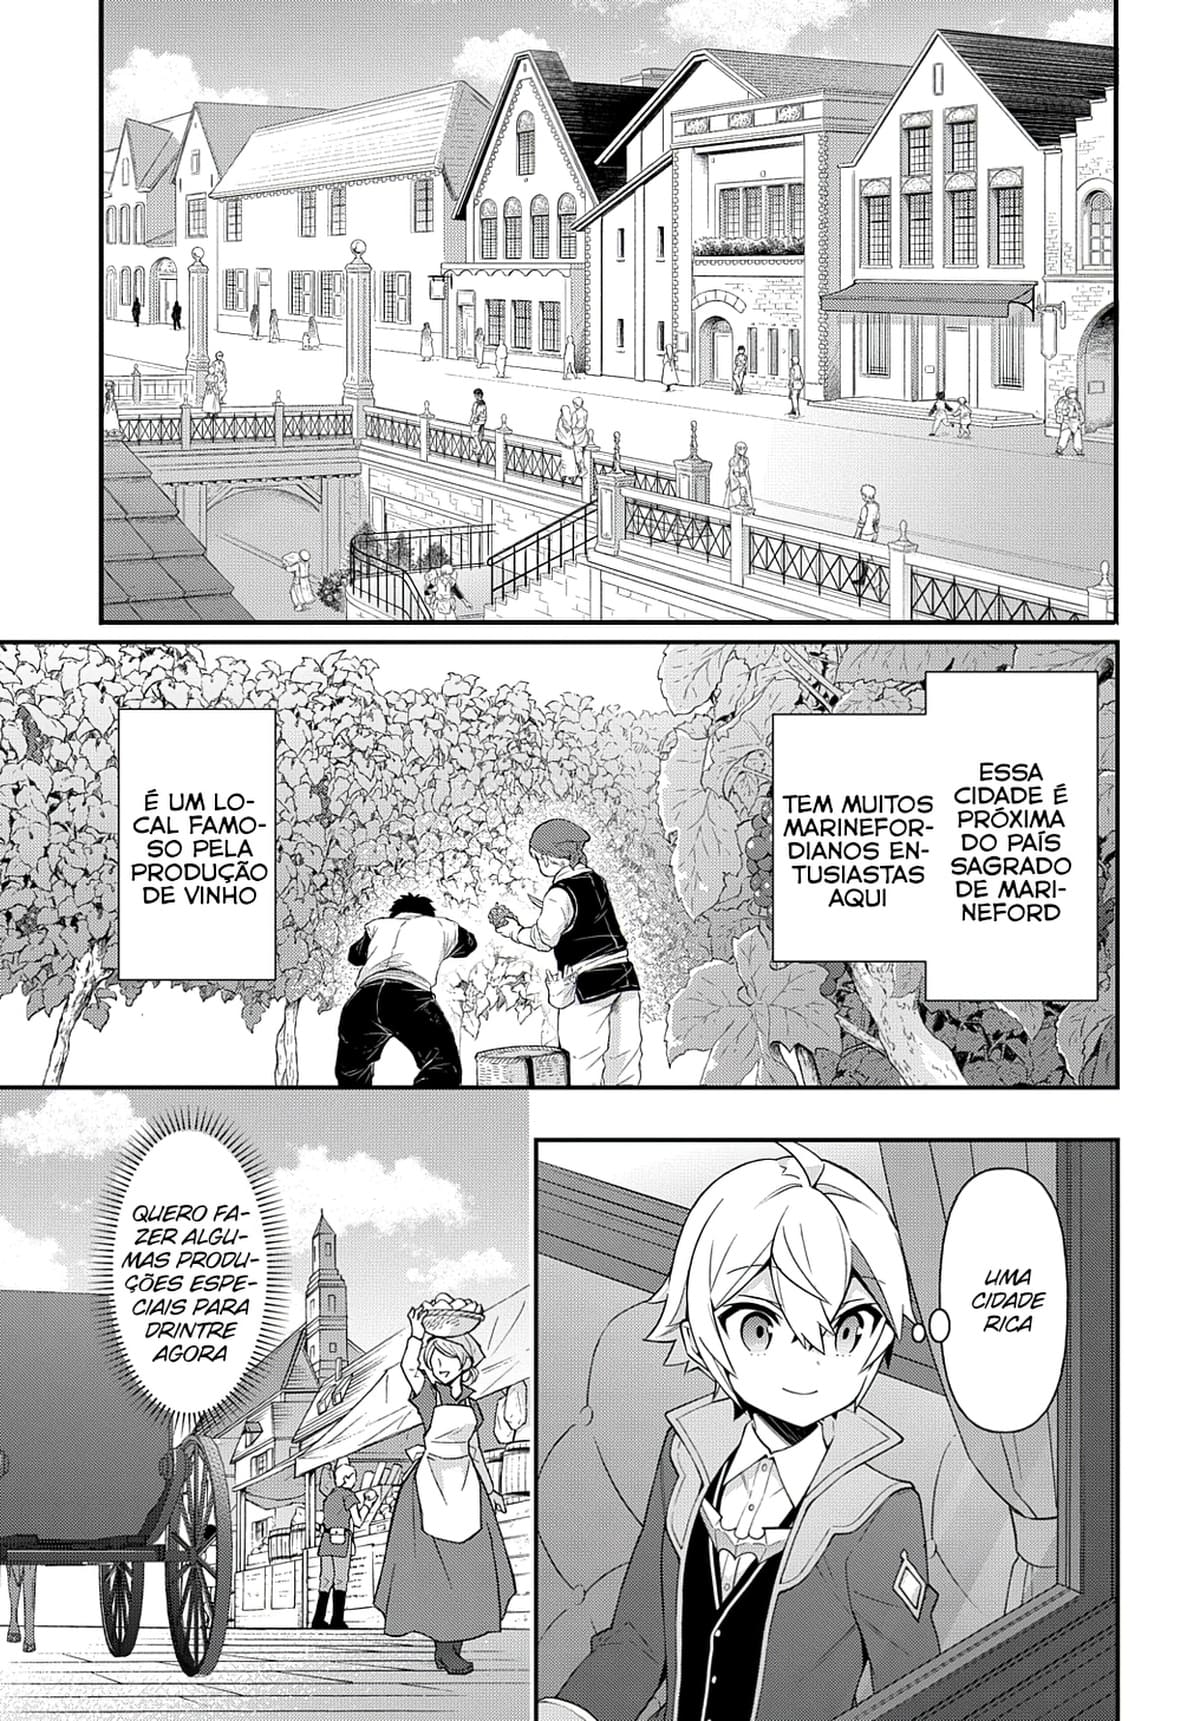 ESSA
CIDADE É
PRÓXIMA
DO PAÍS
SAGRADO
DE MARI-
NEFORD
TEM MUITOS
MARINEFOR-
DIANOS EN-
TUSIASTAS
AQUI
É UM LO-
CAL FAMO-
SO PELA
PRODUÇÃO
DE VINHO
UMA
CIDADE
RICA
QUERO FA-
ZER ALGU-
MAS PRODU-
ÇÕES ESPE-
CIAIS PARA
DRINTRE
AGORA